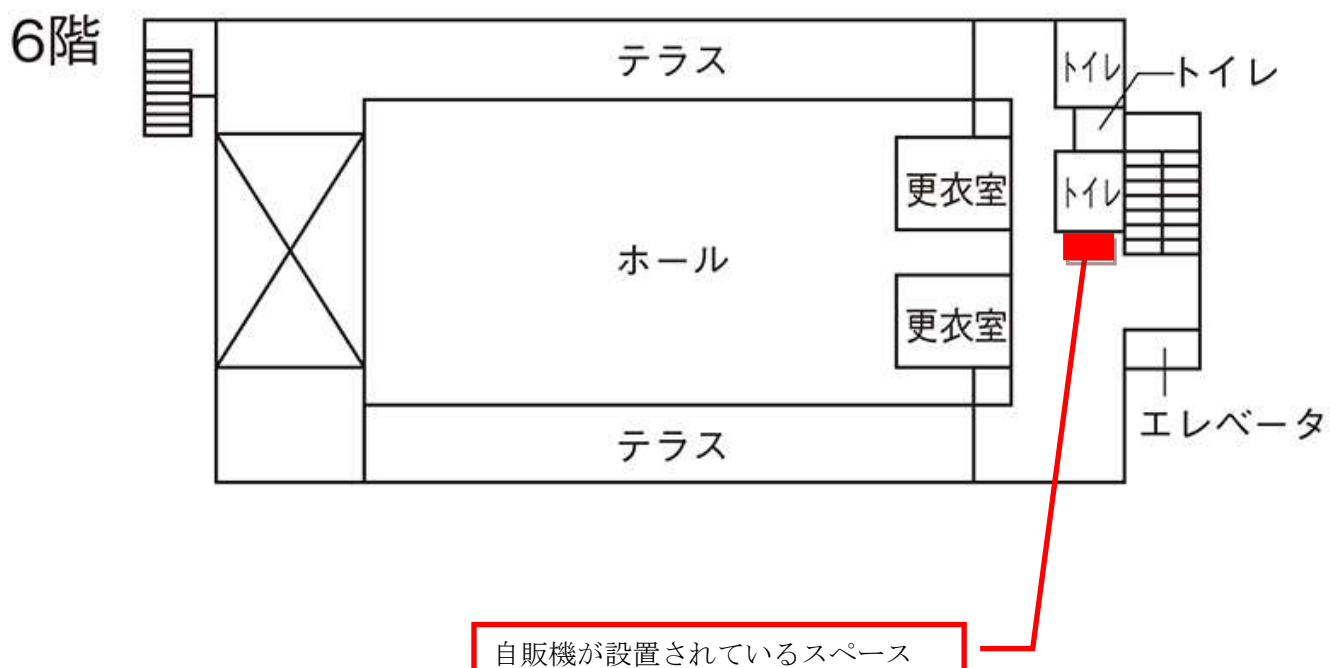 6階
テラス
トイレ
トイレ
更衣室
トイレ
ホール
更衣室
エレベータ
テラス
自販機が設置されているスペース